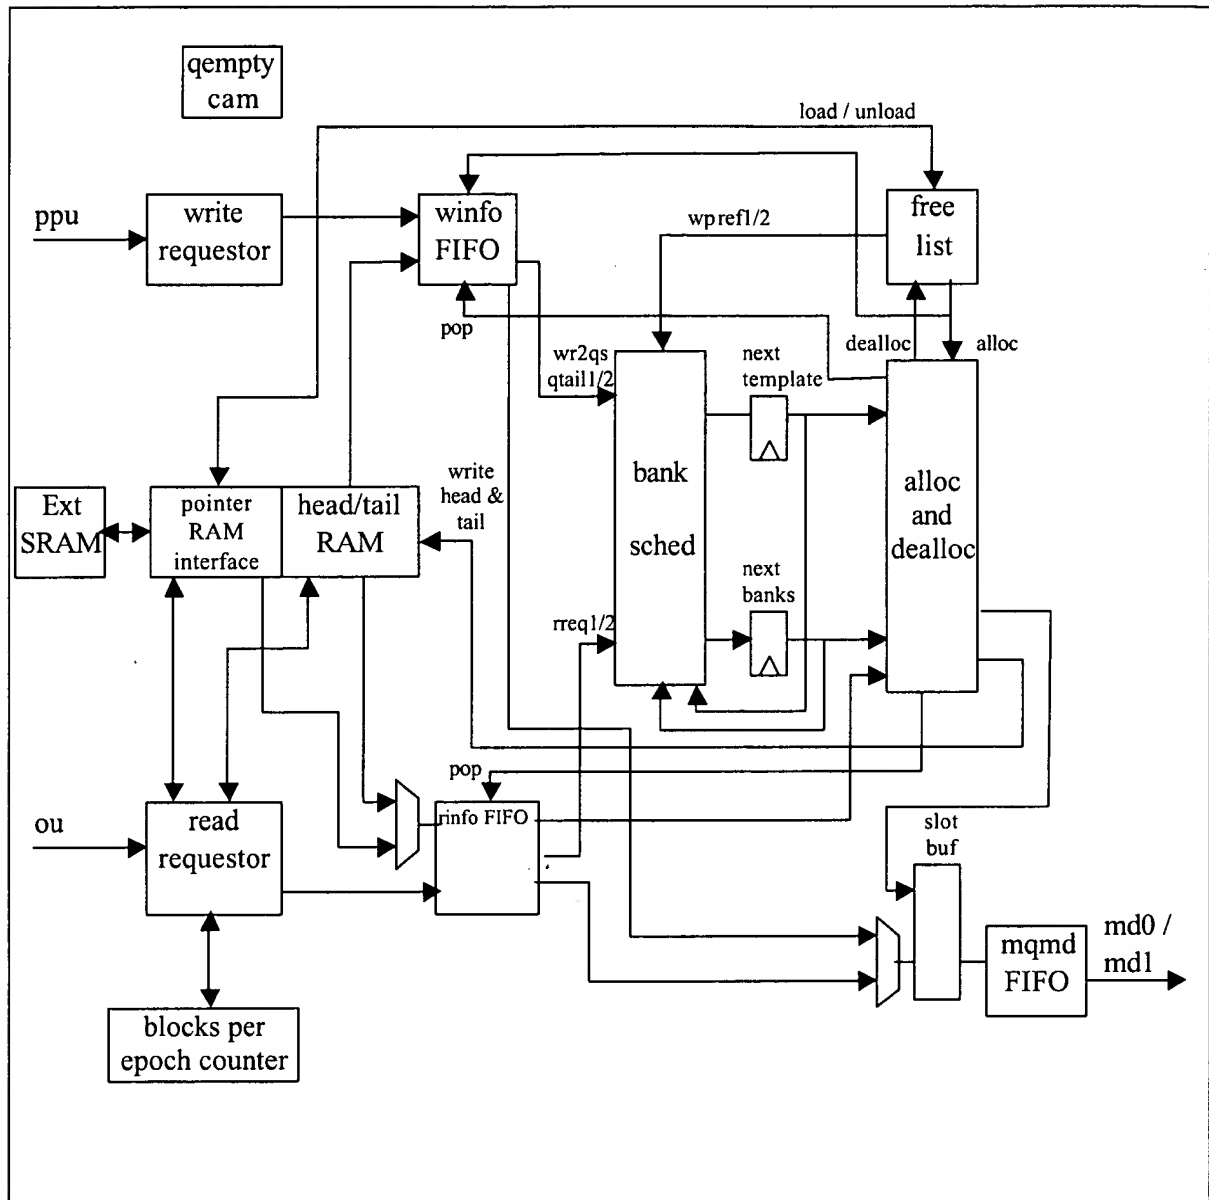 qempty
cam
load / unload
ppu
write
requestor
winfo
FIFO
wpref1/2
free
list
pop
dealloc
alloc
wr2qs
qtail1/2
next
template
bank
sched
alloc
and
dealloc
Ext
SRAM
pointer
RAM
interface
head/tail
RAM
write
head &
tail
next
banks
rreq1/2
pop
ou
read
requestor
rinfo FIFO
slot
buf
mqmd
FIFO
md0 /
md1
blocks per
epoch counter